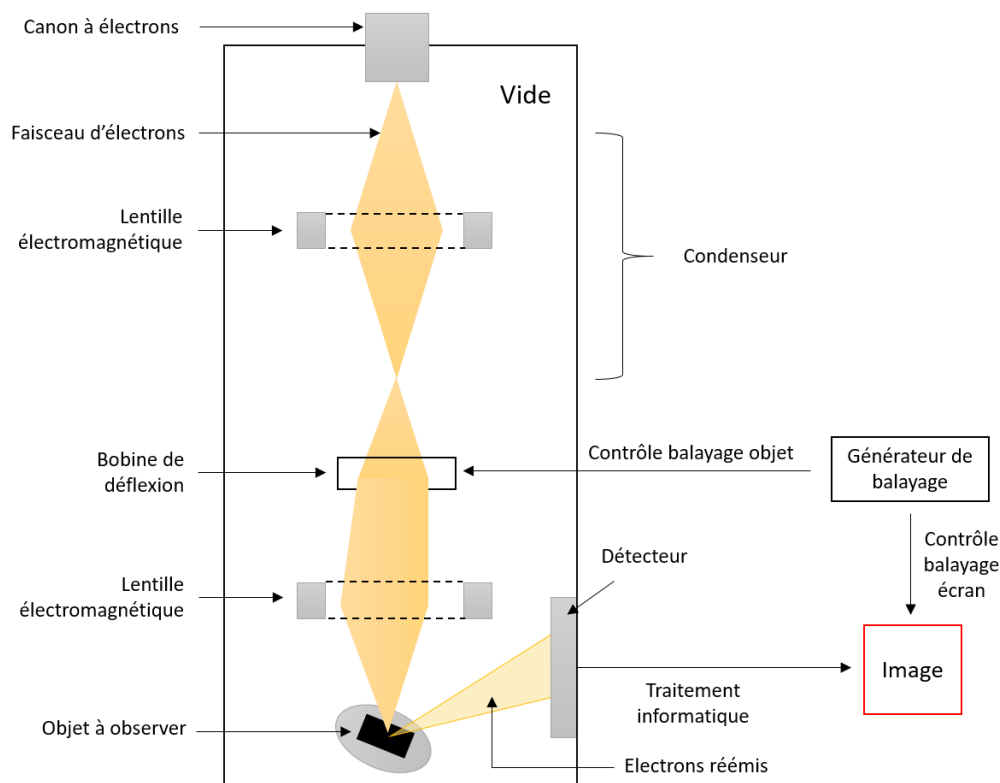 Canon à électrons
Vide
Faisceau d'électrons
Lentille
électromagnétique
Condenseur
Bobine de
déflexion
Contrôle balayage objet
Générateur de
balayage
Contrôle
balayage
écran
Détecteur
Lentille
électromagnétique
Image
Traitement
informatique
Objet à observer
Electrons réémis